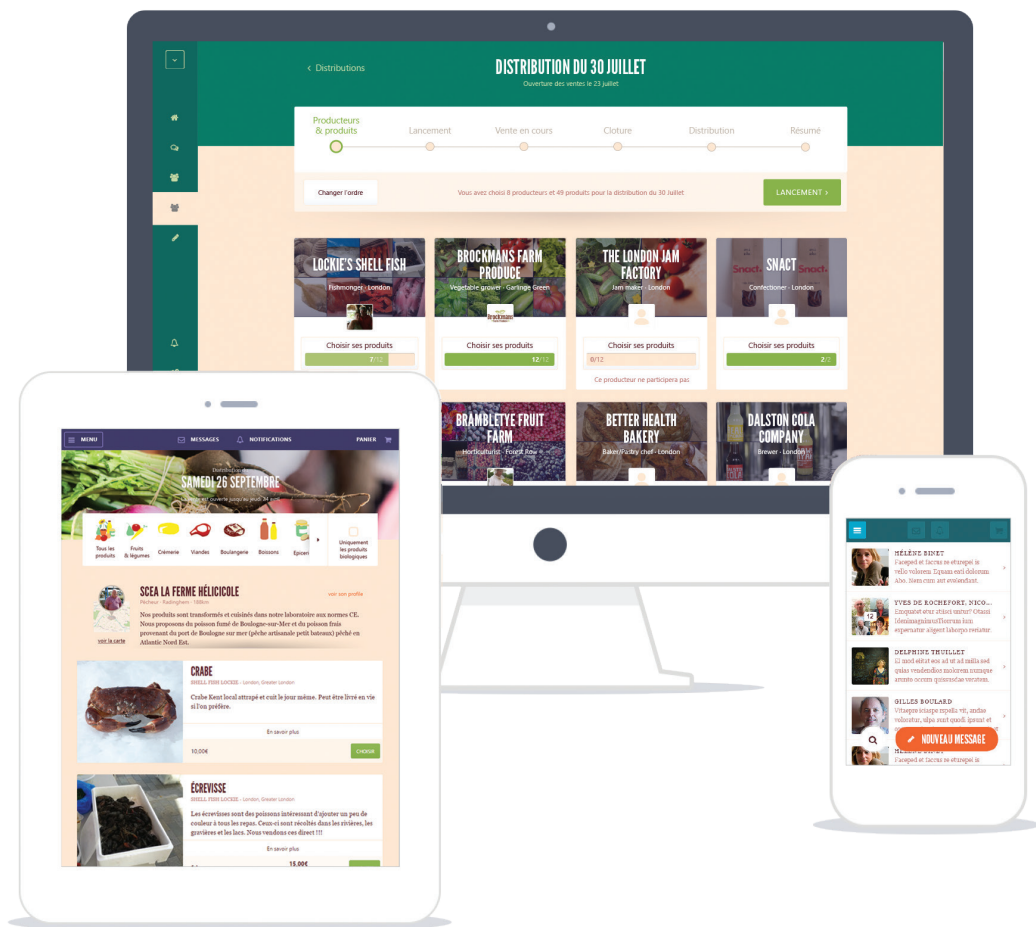 ‹ Distributions
DISTRIBUTION DU 30 JUILLET
Ouverture des ventes le 23 juillet
Producteurs
& produits
Lancement
Vente en cours
Cloture
Distribution
Résumé
Changer l'ordre
Vous avez choisi 8 producteurs et 49 produits pour la distribution du 30 Juillet
LANCEMENT ›
LOCKIE'S SHELL FISH
Fishmonger - London
Choisir ses produits
7/12
BROCKMANS FARM
PRODUCE
Vegetable grower - Garlinge Green
Brockmans
Choisir ses produits
12/12
THE LONDON JAM
FACTORY
Jam maker - London
Choisir ses produits
0/12
Ce producteur ne participera pas
SNACT
Confectioner - London
Choisir ses produits
2/2
BRAMBLETYE FRUIT
FARM
Horticulturist - Forest Row
BETTER HEALTH
BAKERY
Baker/Pastry chef - London
DALSTON COLA
COMPANY
Brewer - London
MENU
MESSAGES
NOTIFICATIONS
PANIER
SAMEDI 26 SEPTEMBRE
Tous les
produits
Fruits
& légumes
Crémerie
Viandes
Boulangerie
Boissons
Epiceri
Uniquement
les produits
biologiques
SCEA LA FERME HÉLICICOLE
voir son profile
Nos produits sont transformés et cuisinés dans notre laboratoire aux normes CE.
Nous proposons du poisson fumé de Boulogne-sur-Mer et du poisson frais
provenant du port de Boulogne sur mer (pêche artisanale petit bateaux) pêché en
Atlantic Nord Est.
voir la carte
CRABE
SHELL FISH LOCKIE - London, Greater London
Crabe Kent local attrapé et cuit le jour même. Peut être livré en vie
si l'on préfère.
En savoir plus
10,00€
CHOISIR
ÉCREVISSE
SHELL FISH LOCKIE - London, Greater London
Les écrevisses sont des poissons intéressant d'ajouter un peu de
couleur à tous les repas. Ceux-ci sont récoltés dans les rivières, les
gravières et les lacs. Nous vendons ces direct !!!
En savoir plus
15,00€
HÉLÈNE BINET
YVES DE ROCHEFORT, NICO...
12
DELPHINE THUILLET
GILLES BOULARD
NOUVEAU MESSAGE